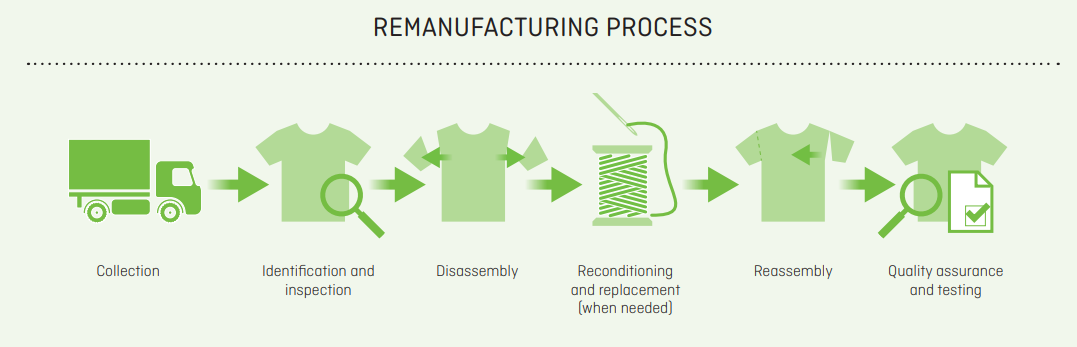 REMANUFACTURING PROCESS
Collection
Identification and
inspection
Disassembly
Reconditioning
and replacement
(when needed)
Reassembly
Quality assurance
and testing